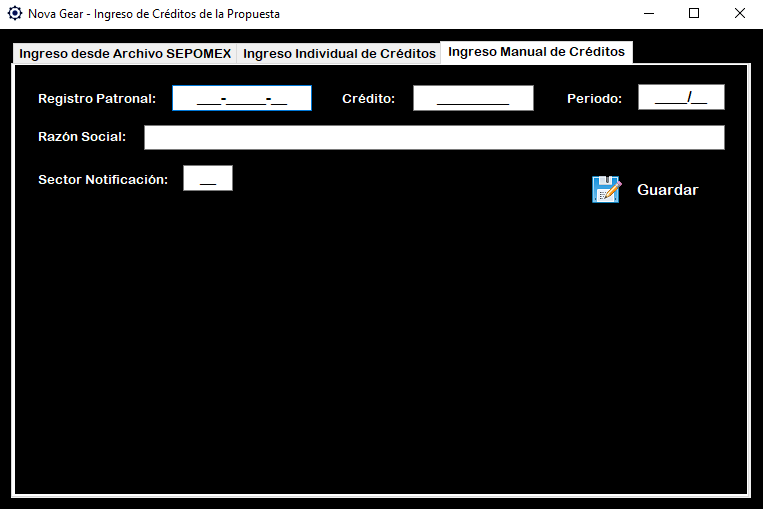 Nova Gear - Ingreso de Créditos de la Propuesta
Ingreso desde Archivo SEPOMEX Ingreso Individual de Créditos Ingreso Manual de Créditos
Registro Patronal: ___-_____-__ Crédito: _________ Periodo: ____/__
Razón Social:
Sector Notificación: __ Guardar